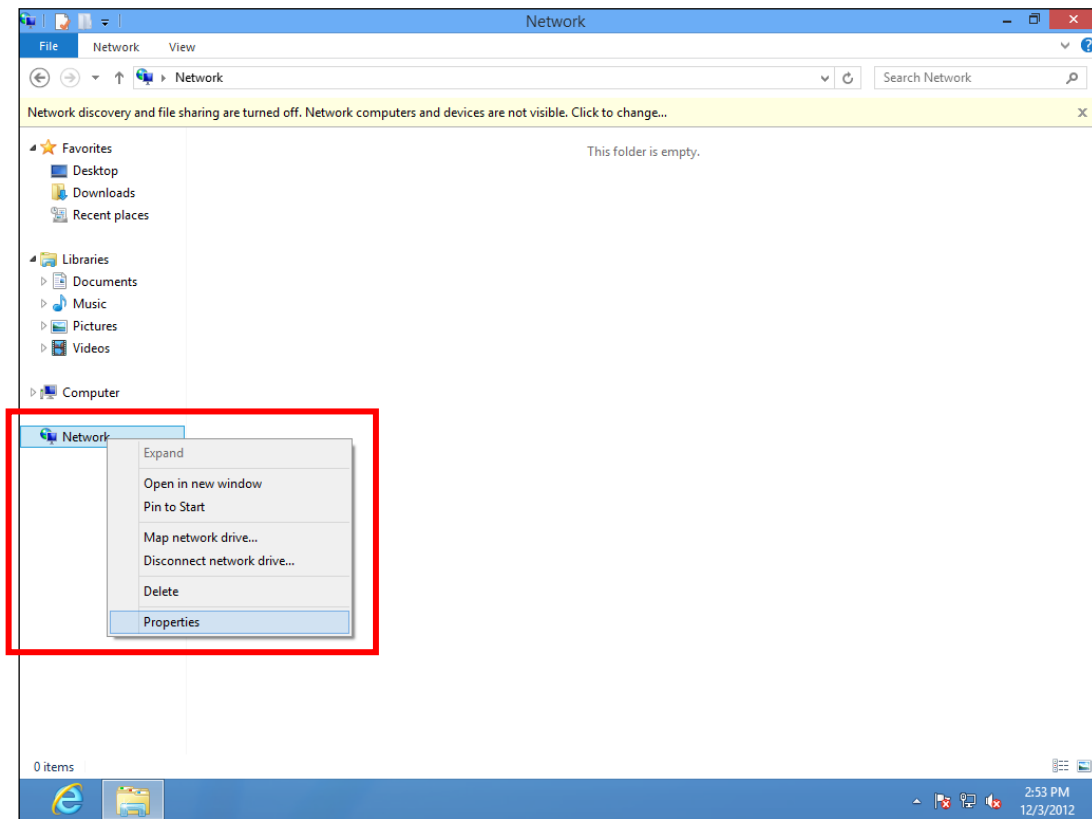 Network
File Network View
Network
Search Network
Network discovery and file sharing are turned off. Network computers and devices are not visible. Click to change...
This folder is empty.
Favorites
Desktop
Downloads
Recent places
Libraries
Documents
Music
Pictures
Videos
Computer
Network
Expand
Open in new window
Pin to Start
Map network drive...
Disconnect network drive...
Delete
Properties
0 items
2:53 PM
12/3/2012